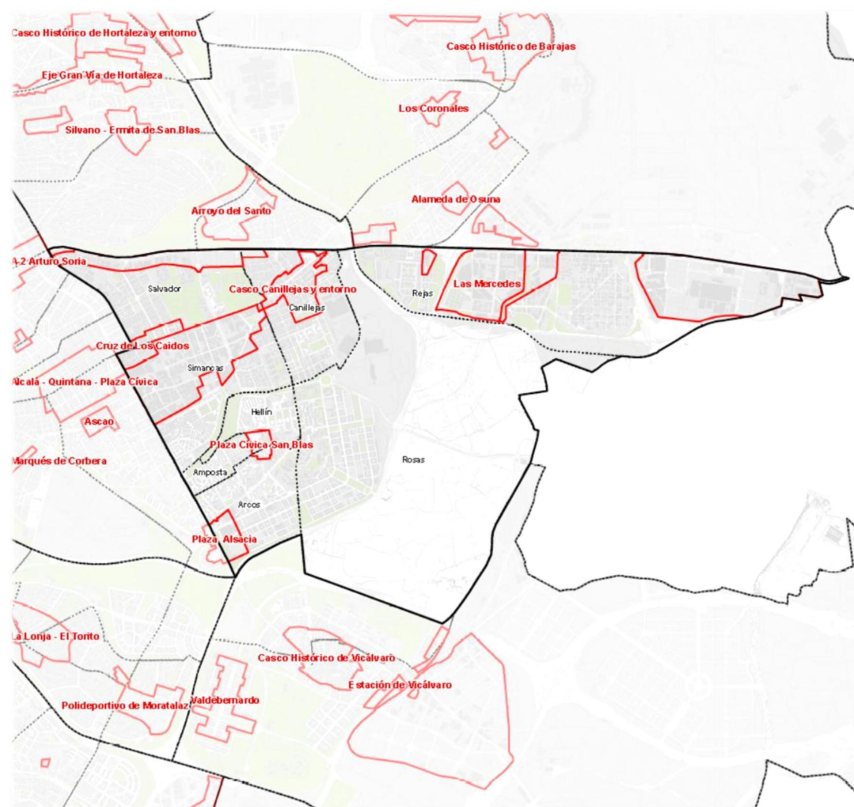 Casco Histórico de Hortaleza y entorno
Casco Histórico de Barajas
Eje Gran Vía de Hortaleza
Los Coronales
Silvano - Ermita de San Blas
Alameda de Osuna
Arroyo del Santo
A-2 Arturo Soria
Salvador
Casco Canillejas y entorno
Las Mercedes
Rejas
Canillejas
Cruz de Los Caidos
Simancas
Alcalá - Quintana - Plaza Cívica
Hellín
Ascao
Plaza Cívica San Blas
Marqués de Corbera
Rosas
Amposta
Arcos
Plaza Alsacia
La Lonja - El Torito
Casco Histórico de Vicálvaro
Estación de Vicálvaro
Polideportivo de Moratalaz
Valdebernardo